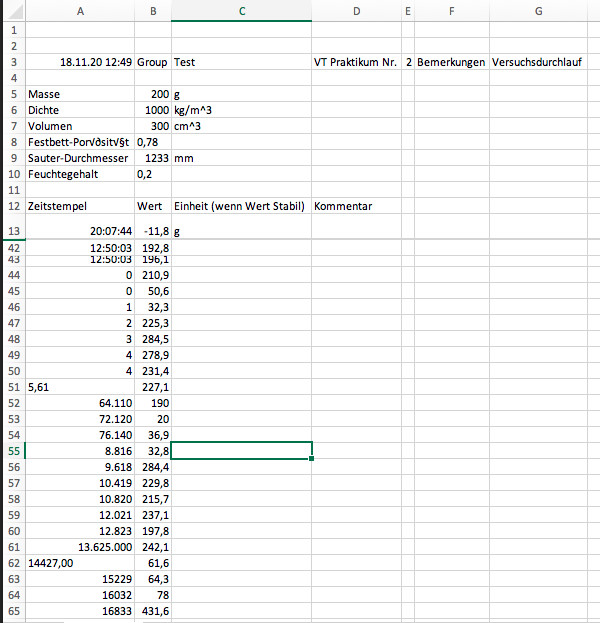 A B C D E F G
1
2
3 18.11.20 12:49 Group Test VT Praktikum Nr. 2 Bemerkungen Versuchsdurchlauf
4
5 Masse 200 g
6 Dichte 1000 kg/m^3
7 Volumen 300 cm^3
8 Festbett-Por√∂sit√§t 0,78
9 Sauter-Durchmesser 1233 mm
10 Feuchtegehalt 0,2
11
12 Zeitstempel Wert Einheit (wenn Wert Stabil) Kommentar
13 20:07:44 -11,8 g
42 12:50:03 192,8
43 12:50:03 196,1
44 0 210,9
45 0 50,6
46 1 32,3
47 2 225,3
48 3 284,5
49 4 278,9
50 4 231,4
51 5,61 227,1
52 64.110 190
53 72.120 20
54 76.140 36,9
55 8.816 32,8
56 9.618 284,4
57 10.419 229,8
58 10.820 215,7
59 12.021 237,1
60 12.823 197,8
61 13.625.000 242,1
62 14427,00 61,6
63 15229 64,3
64 16032 78
65 16833 431,6